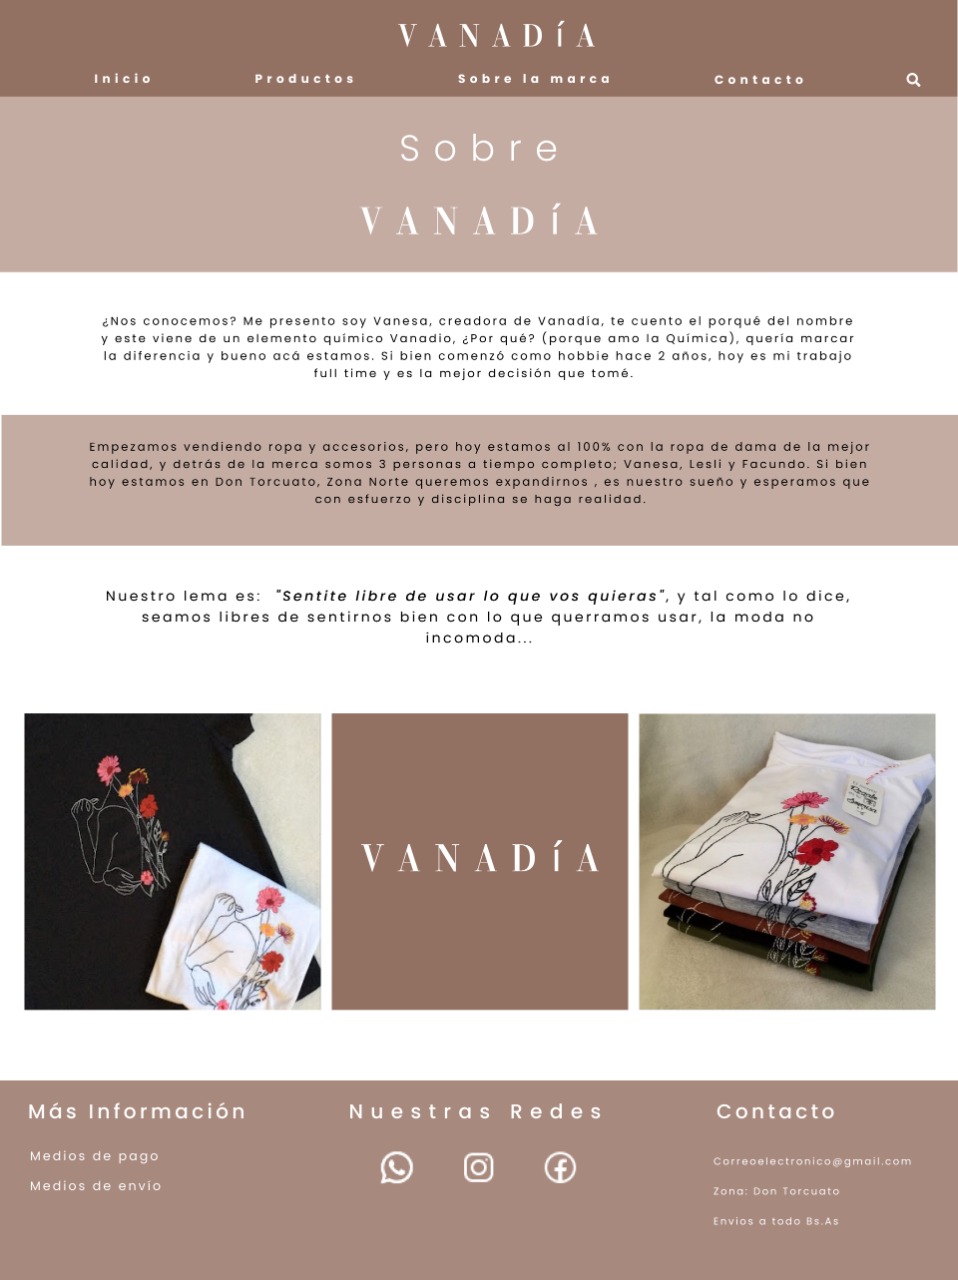 VANADÍA
Inicio Productos Sobre la marca Contacto
Sobre
VANADÍA
¿Nos conocemos? Me presento soy Vanesa, creadora de Vanadía, te cuento el porqué del nombre
y este viene de un elemento químico Vanadio, ¿Por qué? (porque amo la Química), quería marcar
la diferencia y bueno acá estamos. Si bien comenzó como hobbie hace 2 años, hoy es mi trabajo
full time y es la mejor decisión que tomé.
Empezamos vendiendo ropa y accesorios, pero hoy estamos al 100% con la ropa de dama de la mejor
calidad, y detrás de la merca somos 3 personas a tiempo completo; Vanesa, Lesli y Facundo. Si bien
hoy estamos en Don Torcuato, Zona Norte queremos expandirnos , es nuestro sueño y esperamos que
con esfuerzo y disciplina se haga realidad.
Nuestro lema es: "Sentite libre de usar lo que vos quieras", y tal como lo dice,
seamos libres de sentirnos bien con lo que querramos usar, la moda no
incomoda...
VANADÍA
Más Información
Medios de pago
Medios de envío
Nuestras Redes
Contacto
Correoelectronico@gmail.com
Zona: Don Torcuato
Envios a todo Bs.As